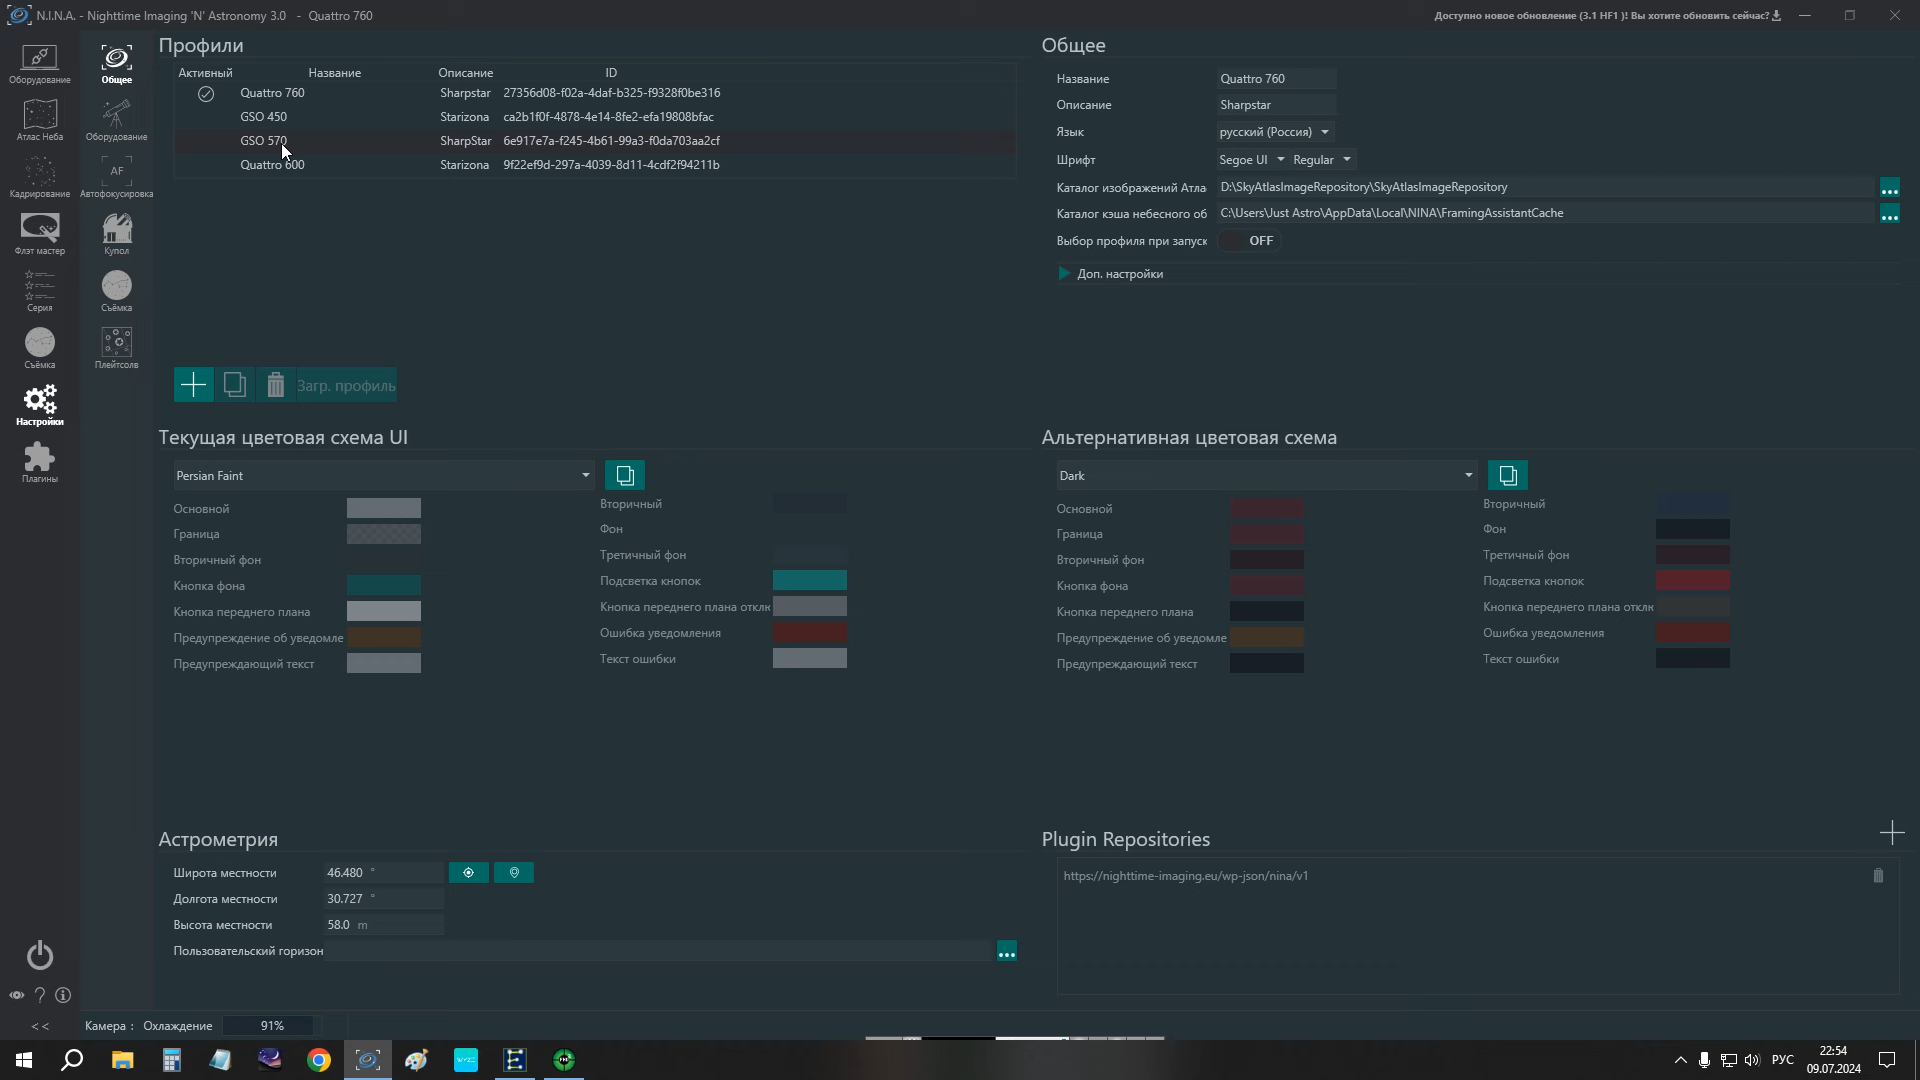 N.I.N.A. - Nighttime Imaging 'N' Astronomy 3.0 - Quattro 760
Доступно новое обновление (3.1 HF1 )! Вы хотите обновить сейчас?
Оборудование
Атлас Неба
Кадрирование
Флэт мастер
Серия
Съёмка
Настройки
Плагины
Общее
Оборудование
AF
Автофокусировка
Купол
Съёмка
Плейтсолв
Профили
Активный Название Описание ID
Quattro 760 Sharpstar 27356d08-f02a-4daf-b325-f9328f0be316
GSO 450 Starizona ca2b1f0f-4878-4e14-8fe2-efa19808bfac
GSO 570 SharpStar 6e917e7a-f245-4b61-99a3-f0da703aa2cf
Quattro 600 Starizona 9f22ef9d-297a-4039-8d11-4cdf2f94211b
Загр. профиль
Общее
Название Quattro 760
Описание Sharpstar
Язык русский (Россия)
Шрифт Segoe UI Regular
Каталог изображений Атла D:\SkyAtlasImageRepository\SkyAtlasImageRepository
Каталог кэша небесного об C:\Users\Just Astro\AppData\Local\NINA\FramingAssistantCache
Выбор профиля при запуск OFF
Доп. настройки
Текущая цветовая схема UI
Persian Faint
Основной Вторичный
Граница Фон
Вторичный фон Третичный фон
Кнопка фона Подсветка кнопок
Кнопка переднего плана Кнопка переднего плана откл
Предупреждение об уведомле Ошибка уведомления
Предупреждающий текст Текст ошибки
Альтернативная цветовая схема
Dark
Основной Вторичный
Граница Фон
Вторичный фон Третичный фон
Кнопка фона Подсветка кнопок
Кнопка переднего плана Кнопка переднего плана откл
Предупреждение об уведомле Ошибка уведомления
Предупреждающий текст Текст ошибки
Астрометрия
Широта местности 46.480 °
Долгота местности 30.727 °
Высота местности 58.0 m
Пользовательский горизон
Plugin Repositories
https://nighttime-imaging.eu/wp-json/nina/v1
<< Камера : Охлаждение 91%
РУС
22:54
09.07.2024